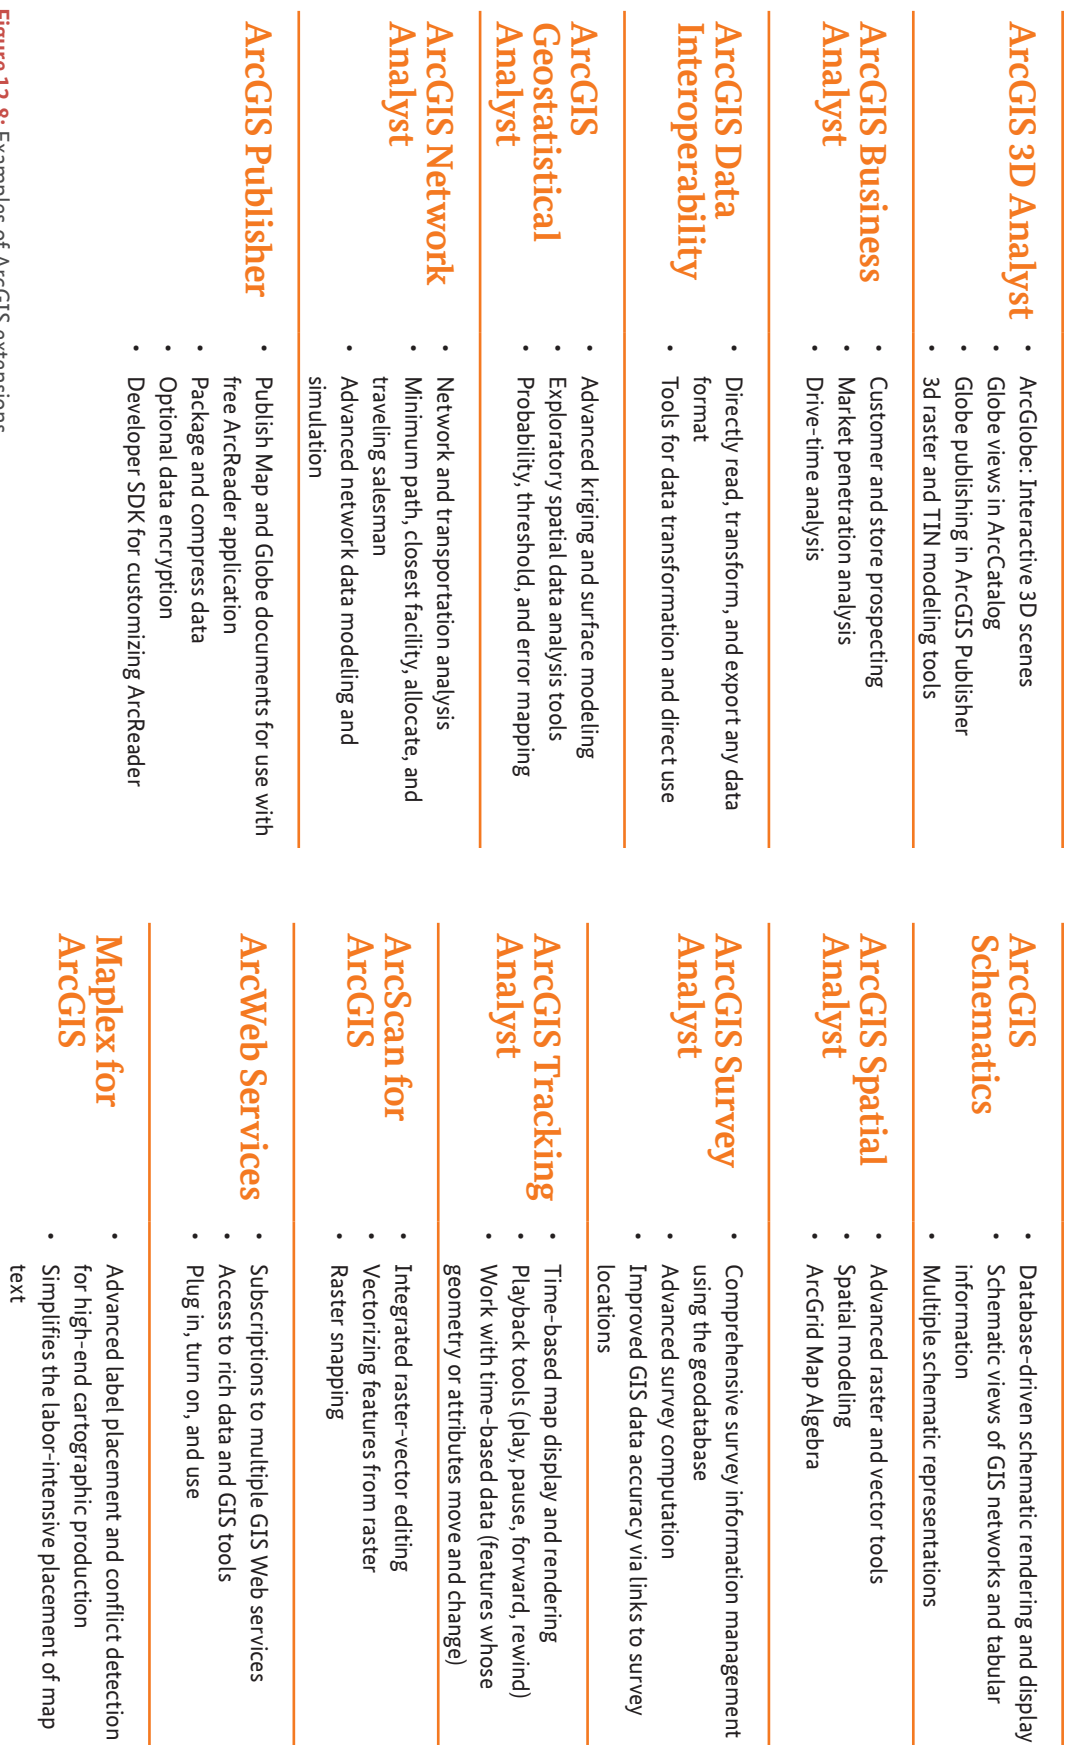 ArcGIS 3D Analyst
• ArcGlobe: Interactive 3D scenes
• Globe views in ArcCatalog
• Globe publishing in ArcGIS Publisher
• 3d raster and TIN modeling tools
ArcGIS Business
Analyst
• Customer and store prospecting
• Market penetration analysis
• Drive-time analysis
ArcGIS Data
Interoperability
• Directly read, transform, and export any data
format
• Tools for data transformation and direct use
ArcGIS
Geostatistical
Analyst
• Advanced kriging and surface modeling
• Exploratory spatial data analysis tools
• Probability, threshold, and error mapping
ArcGIS Network
Analyst
• Network and transportation analysis
• Minimum path, closest facility, allocate, and
traveling salesman
• Advanced network data modeling and
simulation
ArcGIS Publisher
• Publish Map and Globe documents for use with
free ArcReader application
• Package and compress data
• Optional data encryption
• Developer SDK for customizing ArcReader
ArcGIS
Schematics
• Database-driven schematic rendering and display
• Schematic views of GIS networks and tabular
information
• Multiple schematic representations
ArcGIS Spatial
Analyst
• Advanced raster and vector tools
• Spatial modeling
• ArcGrid Map Algebra
ArcGIS Survey
Analyst
• Comprehensive survey information management
using the geodatabase
• Advanced survey computation
• Improved GIS data accuracy via links to survey
locations
ArcGIS Tracking
Analyst
• Time-based map display and rendering
• Playback tools (play, pause, forward, rewind)
• Work with time-based data (features whose
geometry or attributes move and change)
ArcScan for
ArcGIS
• Integrated raster-vector editing
• Vectorizing features from raster
• Raster snapping
ArcWeb Services
• Subscriptions to multiple GIS Web services
• Access to rich data and GIS tools
• Plug in, turn on, and use
Maplex for
ArcGIS
• Advanced label placement and conflict detection
for high-end cartographic production
• Simplifies the labor-intensive placement of map
text
Figure 12.8: Examples of ArcGIS extensions